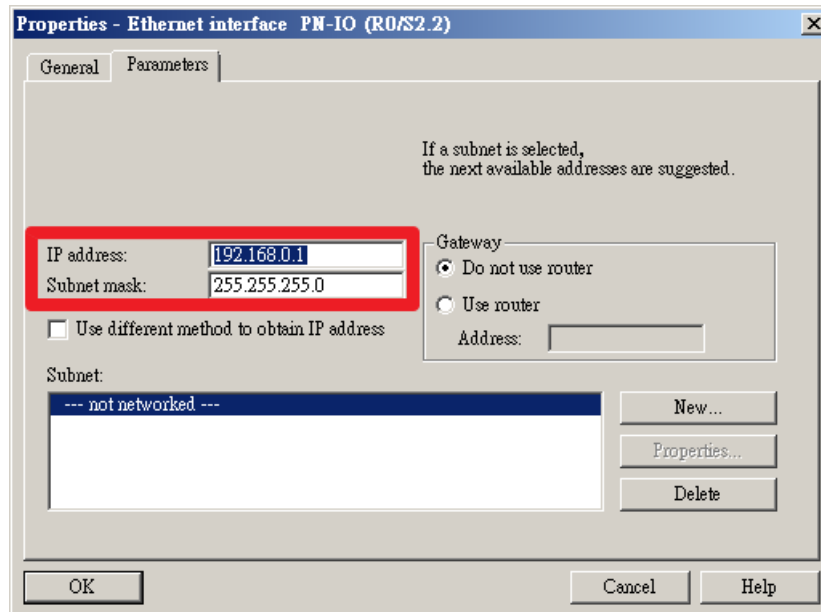 Properties - Ethernet interface PN-IO (R0/S2.2)
General
Parameters
If a subnet is selected,
the next available addresses are suggested.
IP address:
192.168.0.1
Subnet mask:
255.255.255.0
Use different method to obtain IP address
Gateway
Do not use router
Use router
Address:
Subnet:
--- not networked ---
New...
Properties...
Delete
OK
Cancel
Help